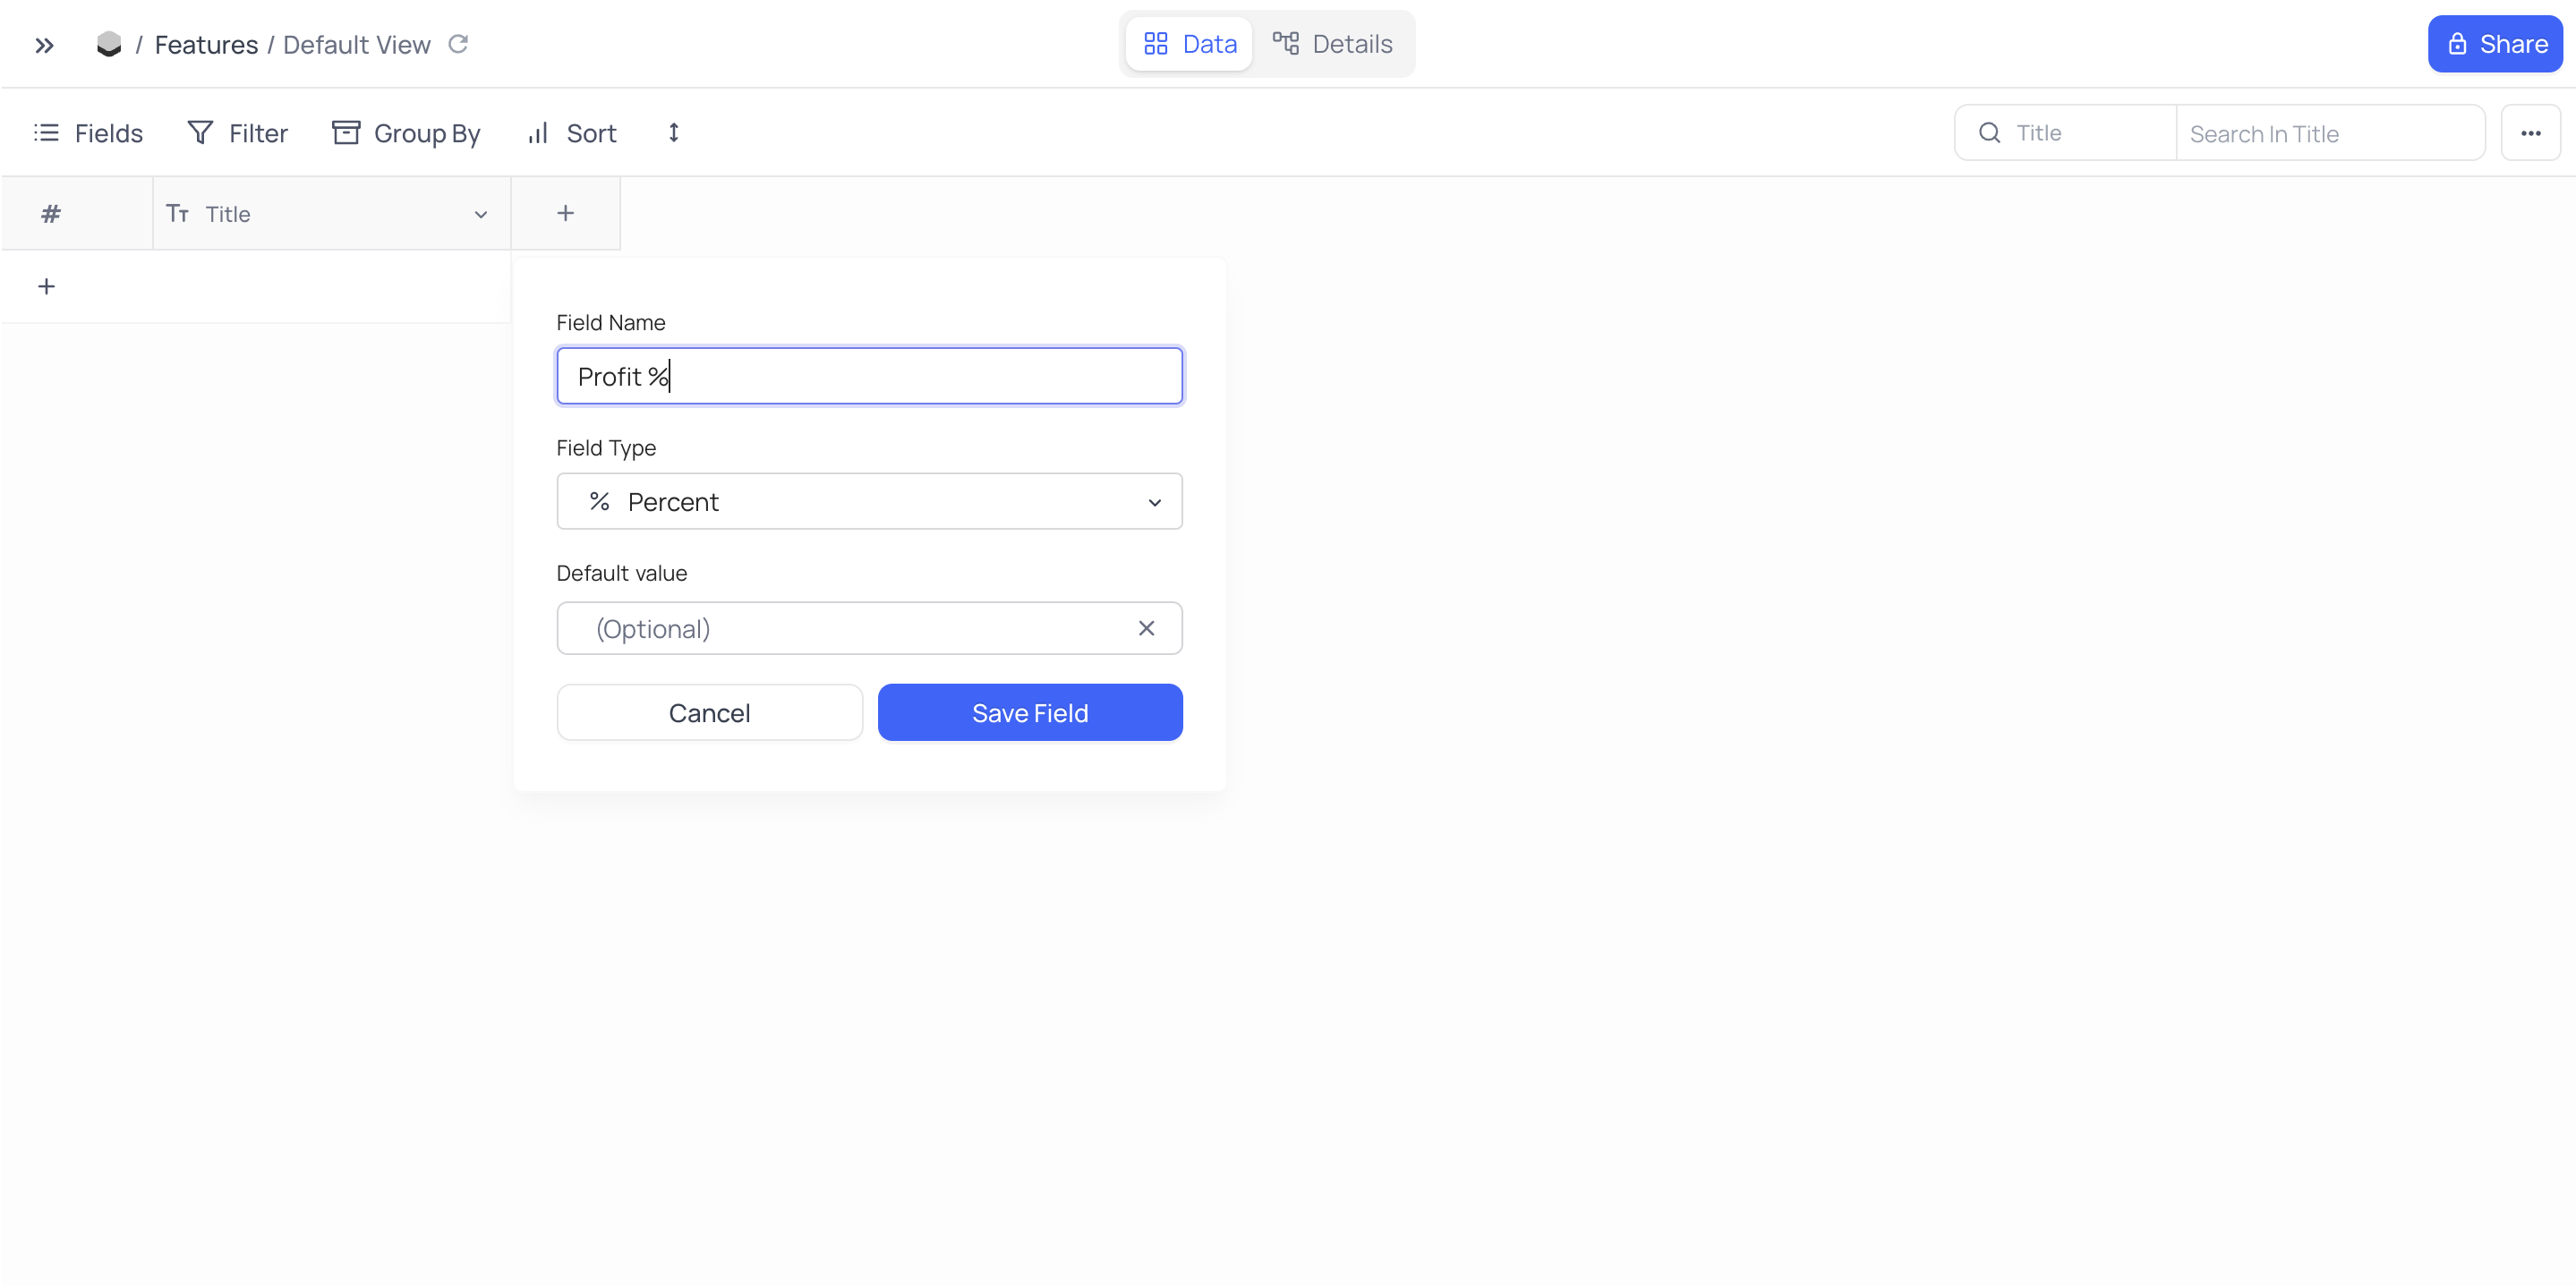 / Features / Default View
Data
Details
Share
Fields
Filter
Group By
Sort
Title
Search In Title
# Tт Title
Field Name
Profit %
Field Type
% Percent
Default value
(Optional)
Cancel
Save Field